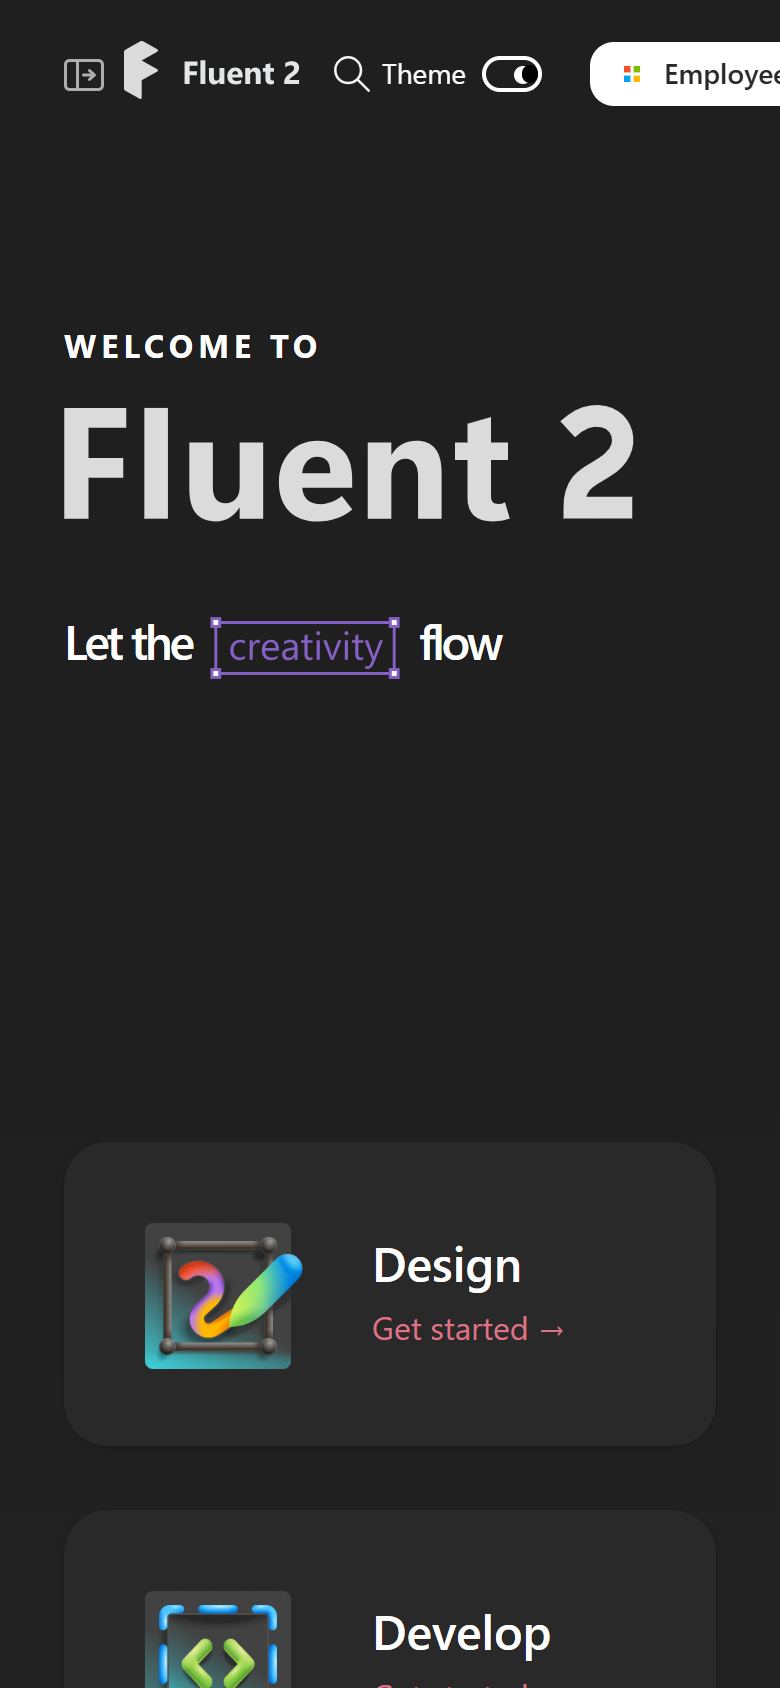 Fluent 2 Theme Employee
WELCOME TO
Fluent 2
Let the creativity flow
Design
Get started →
Develop